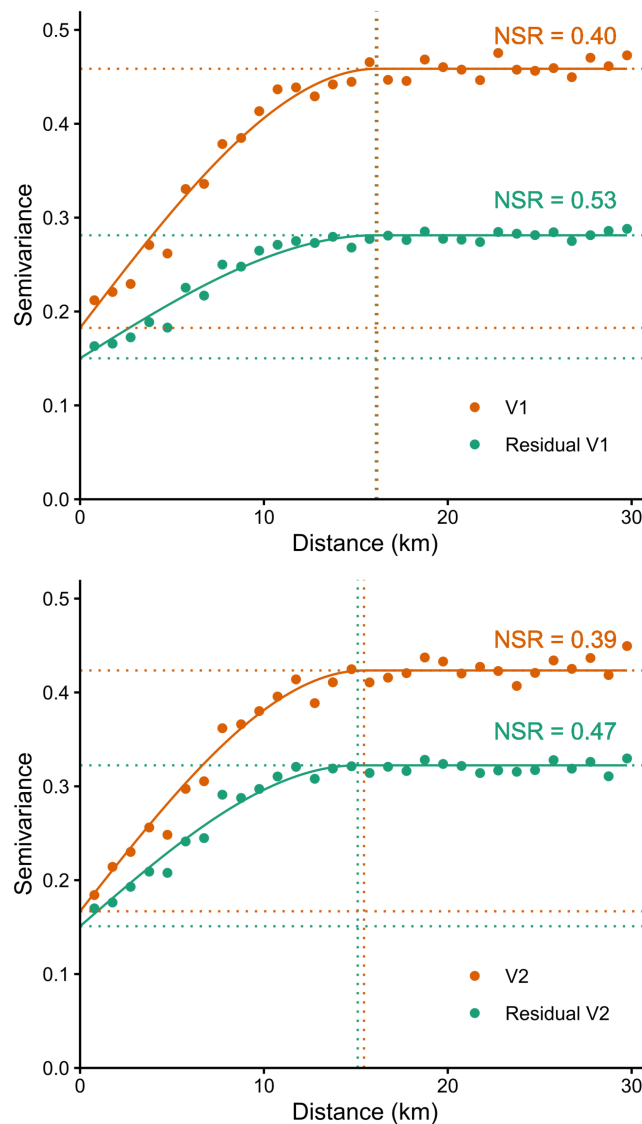 0.5
NSR = 0.40
0.4
0.3
NSR = 0.53
0.2
0.1
0.0
Semivariance
V1
Residual V1
0 10 20 30
Distance (km)
0.5
NSR = 0.39
0.4
NSR = 0.47
0.3
0.2
0.1
0.0
Semivariance
V2
Residual V2
0 10 20 30
Distance (km)